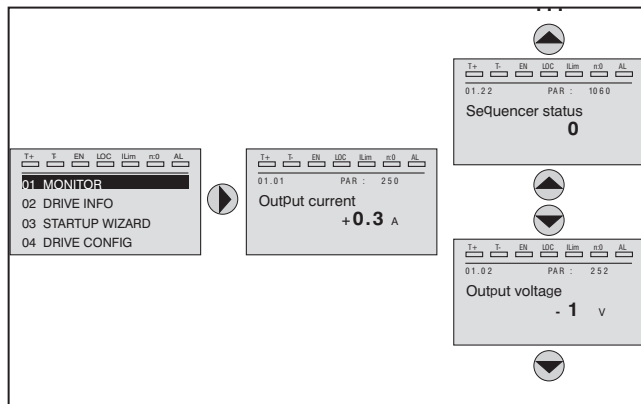 ...
T+ T- EN LOC ILim n:0 AL
01 MONITOR
02 DRIVE INFO
03 STARTUP WIZARD
04 DRIVE CONFIG
T+ T- EN LOC ILim n:0 AL
01.01 PAR : 250
Output current
+0.3 A
T+ T- EN LOC ILim n:0 AL
01.22 PAR : 1060
Sequencer status
0
T+ T- EN LOC ILim n:0 AL
01.02 PAR : 252
Output voltage
- 1 V